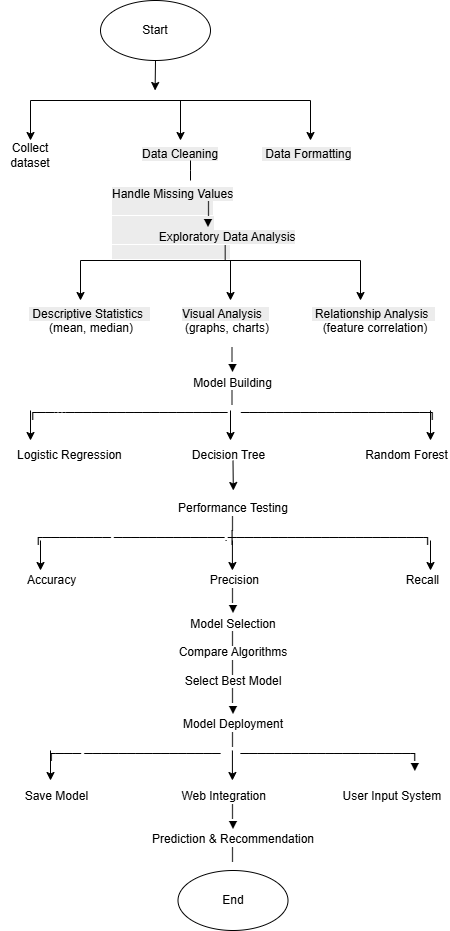 Start
Collect
dataset
Data Cleaning
Data Formatting
Handle Missing Values
Exploratory Data Analysis
Descriptive Statistics
(mean, median)
Visual Analysis
(graphs, charts)
Relationship Analysis
(feature correlation)
Model Building
Logistic Regression
Decision Tree
Random Forest
Performance Testing
Accuracy
Precision
Recall
Model Selection
Compare Algorithms
Select Best Model
Model Deployment
Save Model
Web Integration
User Input System
Prediction & Recommendation
End